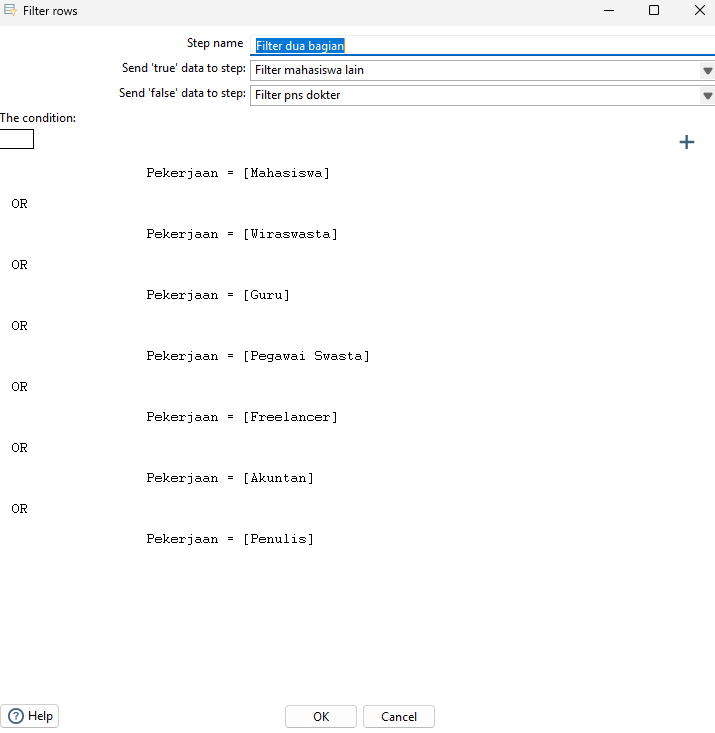 Filter rows
Step name Filter dua bagian
Send 'true' data to step: Filter mahasiswa lain
Send 'false' data to step: Filter pns dokter
The condition:
Pekerjaan = [Mahasiswa]
OR
Pekerjaan = [Wiraswasta]
OR
Pekerjaan = [Guru]
OR
Pekerjaan = [Pegawai Swasta]
OR
Pekerjaan = [Freelancer]
OR
Pekerjaan = [Akuntan]
OR
Pekerjaan = [Penulis]
Help OK Cancel